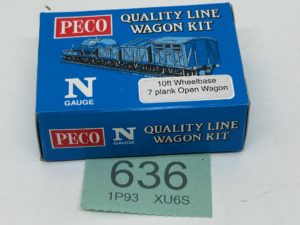 PECO
QUALITY LINE
WAGON KIT
N
GAUGE
10ft Wheelbase
7 plank Open Wagon
PECO
N
GAUGE
QUALITY LINE
WAGON KIT
636
1P93 XU6S